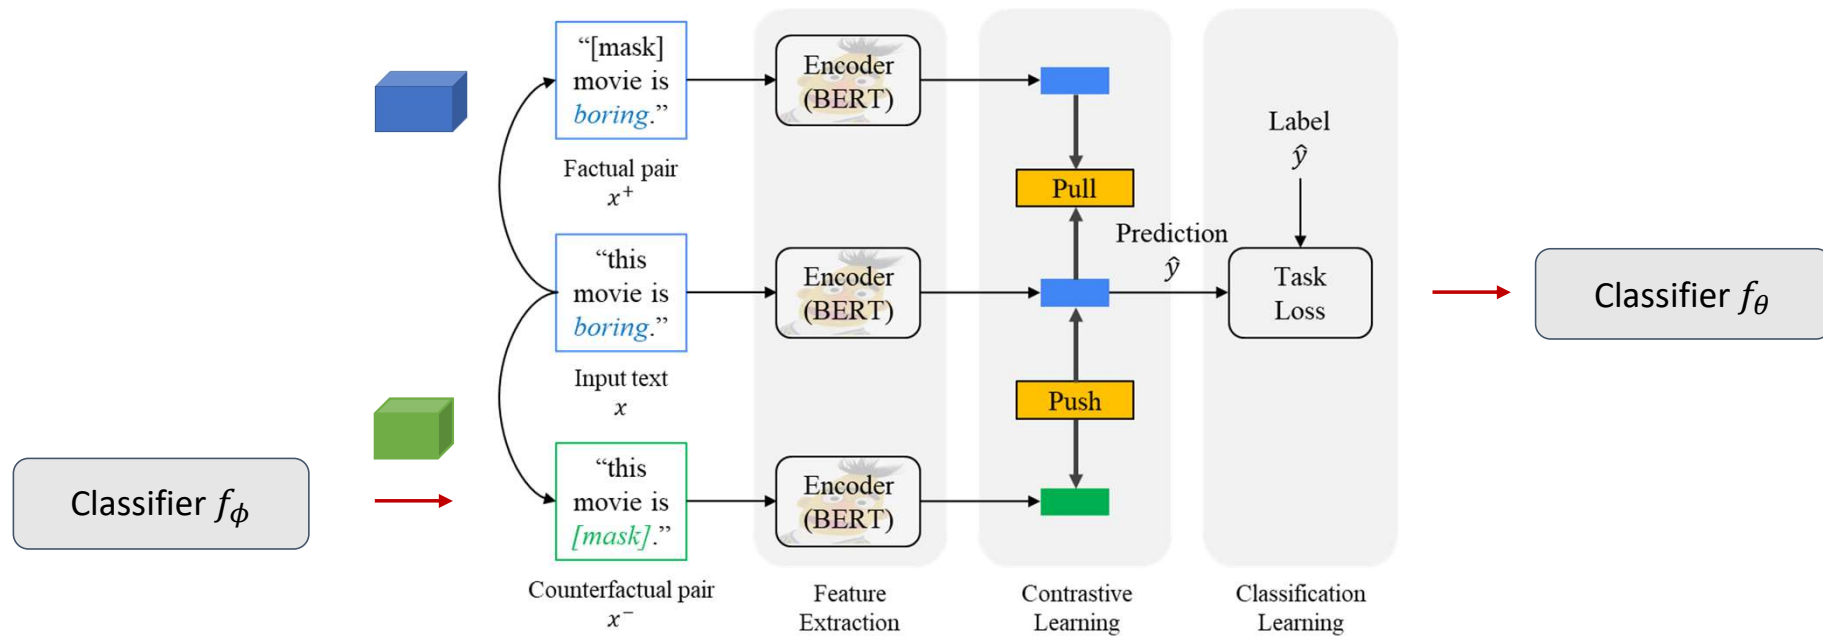 “[mask]
movie is
boring.”
Factual pair
x⁺
Encoder
(BERT)
Pull
Label
ŷ
“this
movie is
boring.”
Input text
x
Encoder
(BERT)
Prediction
ŷ
Task
Loss
Classifier f_θ
Push
Classifier f_ϕ
“this
movie is
[mask].”
Counterfactual pair
x⁻
Encoder
(BERT)
Feature
Extraction
Contrastive
Learning
Classification
Learning